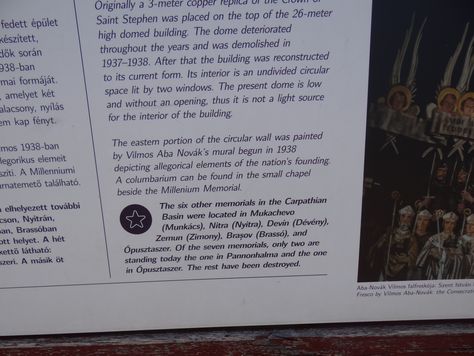 fedett épület
készített,
dők során
938-ban
mai formáját.
, amelyet két
alacsony, nyílás
em kap fényt.
mos 1938-ban
llegorikus elemeit
szíti. A Millenniumi
urnatemető található.
elhelyezett további
cson, Nyitrán,
ban, Brassóban
ott helyet. A hét
kettő látható:
szeri. A másik öt
Originally a 3-meter copper replica of the Crown of
Saint Stephen was placed on the top of the 26-meter
high domed building. The dome deteriorated
throughout the years and was demolished in
1937–1938. After that the building was reconstructed
to its current form. Its interior is an undivided circular
space lit by two windows. The present dome is low
and without an opening, thus it is not a light source
for the interior of the building.
The eastern portion of the circular wall was painted
by Vilmos Aba Novák's mural begun in 1938
depicting allegorical elements of the nation's founding.
A columbarium can be found in the small chapel
beside the Millenium Memorial.
The six other memorials in the Carpathian
Basin were located in Mukachevo
(Munkács), Nitra (Nyitra), Devín (Dévény),
Zemun (Zimony), Brașov (Brassó), and
Ópusztaszer. Of the seven memorials, only two are
standing today the one in Pannonhalma and the one
in Ópusztaszer. The rest have been destroyed.
Aba-Novák Vilmos falfreskója: Szent István
Fresco by Vilmos Aba-Novák: the Consecrat